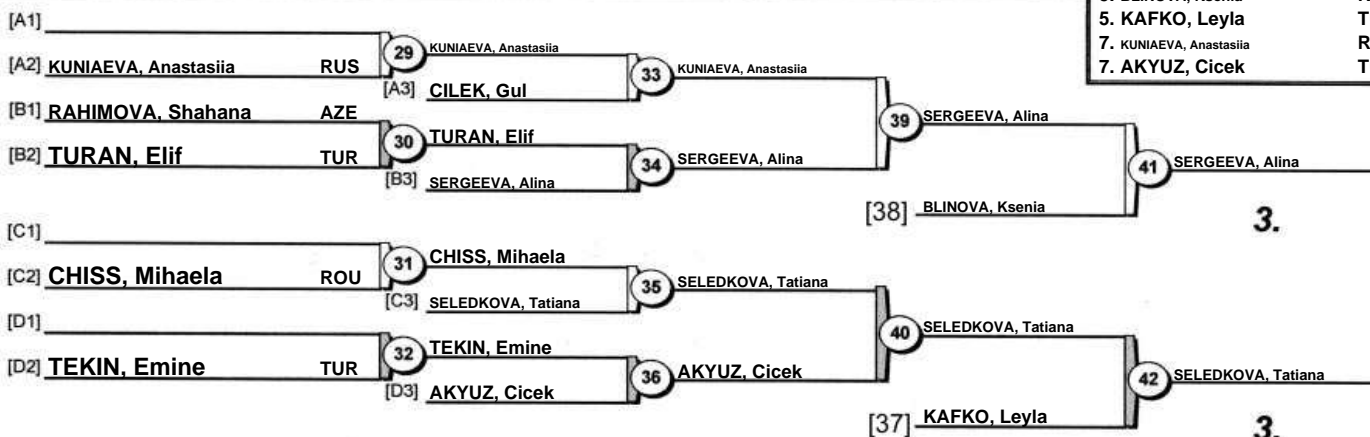 5. KAFKO, Leyla T
7. KUNIAEVA, Anastasiia R
7. AKYUZ, Cicek T
[A1]
[A2] KUNIAEVA, Anastasiia RUS
29
KUNIAEVA, Anastasiia
[A3] CILEK, Gul
33
KUNIAEVA, Anastasiia
[B1] RAHIMOVA, Shahana AZE
[B2] TURAN, Elif TUR
30
TURAN, Elif
[B3] SERGEEVA, Alina
34
SERGEEVA, Alina
39
SERGEEVA, Alina
[38] BLINOVA, Ksenia
41
SERGEEVA, Alina
3.
[C1]
[C2] CHISS, Mihaela ROU
31
CHISS, Mihaela
[C3] SELEDKOVA, Tatiana
35
SELEDKOVA, Tatiana
[D1]
[D2] TEKIN, Emine TUR
32
TEKIN, Emine
[D3] AKYUZ, Cicek
36
AKYUZ, Cicek
40
SELEDKOVA, Tatiana
[37] KAFKO, Leyla
42
SELEDKOVA, Tatiana
3.